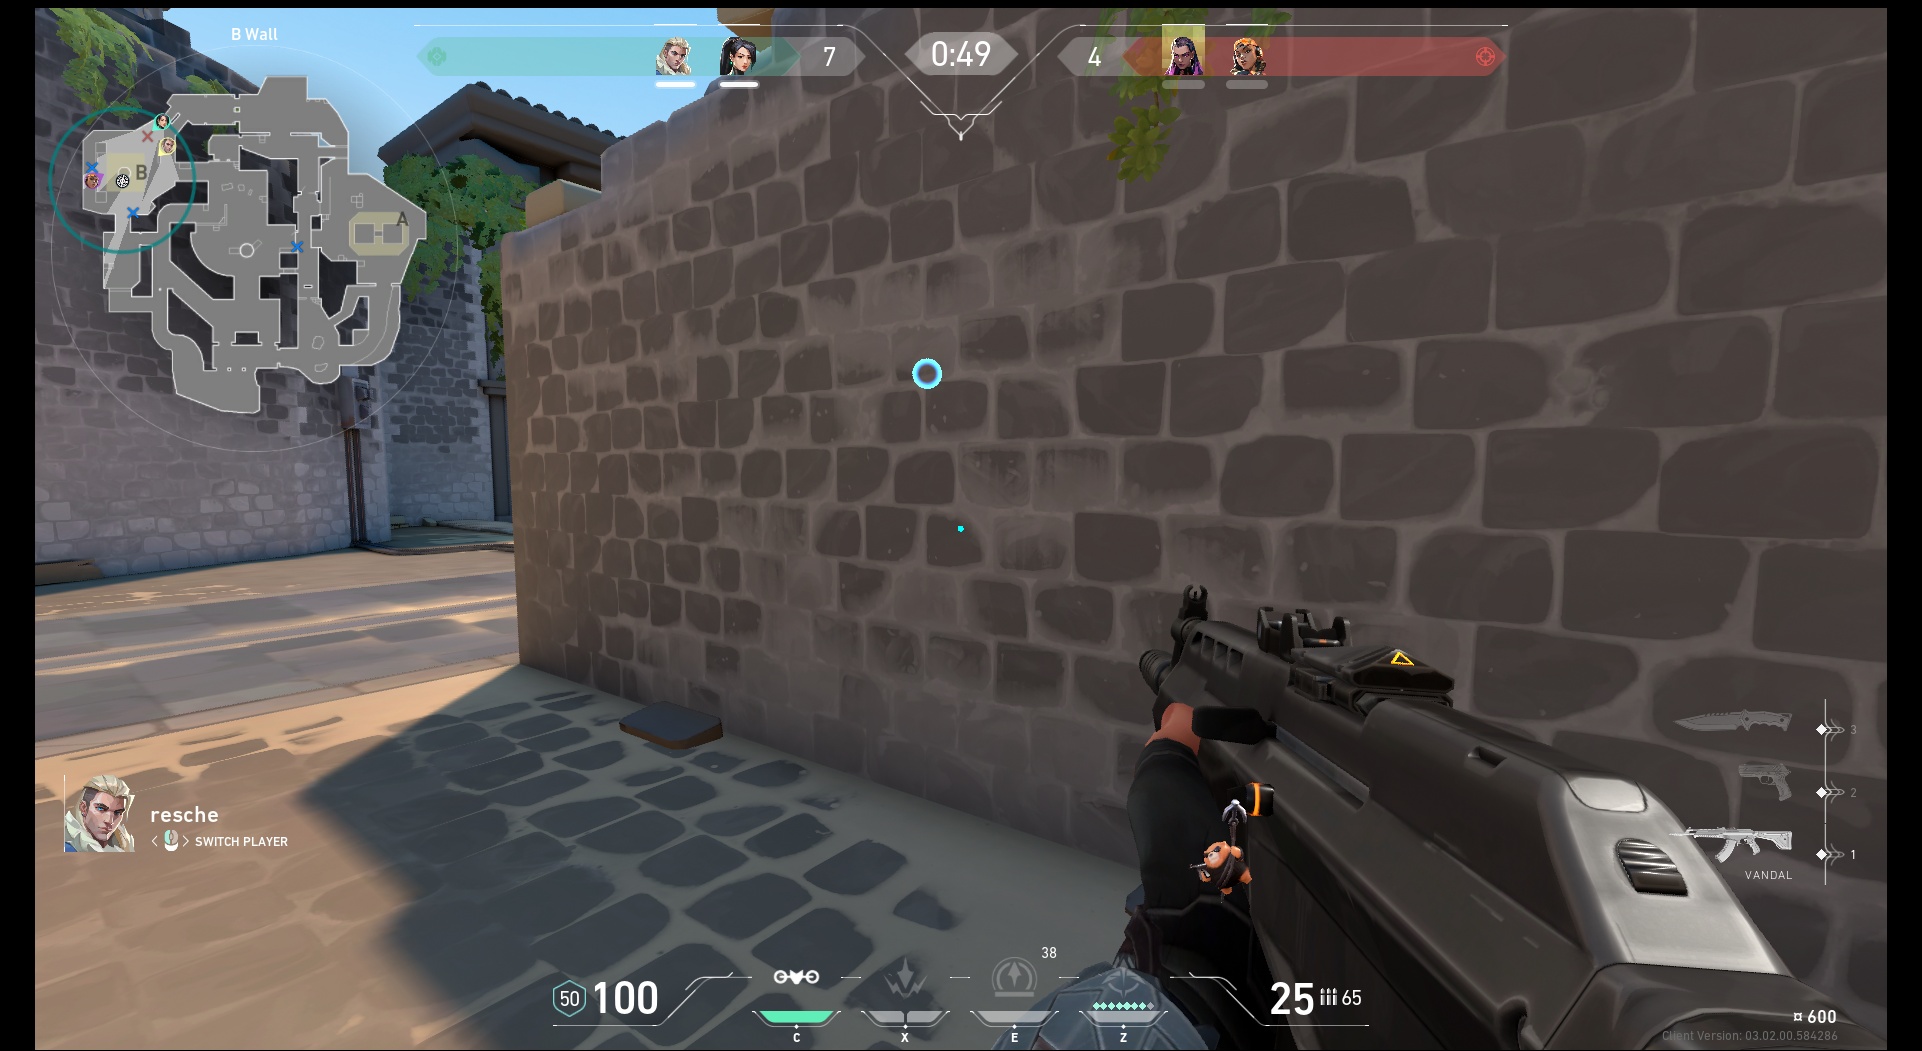 B Wall
7
0:49
4
B
A
resche
< > SWITCH PLAYER
3
2
1
VANDAL
38
50 100
25 65
C X E Z
¤ 600
Client Version: 03.02.00.584286